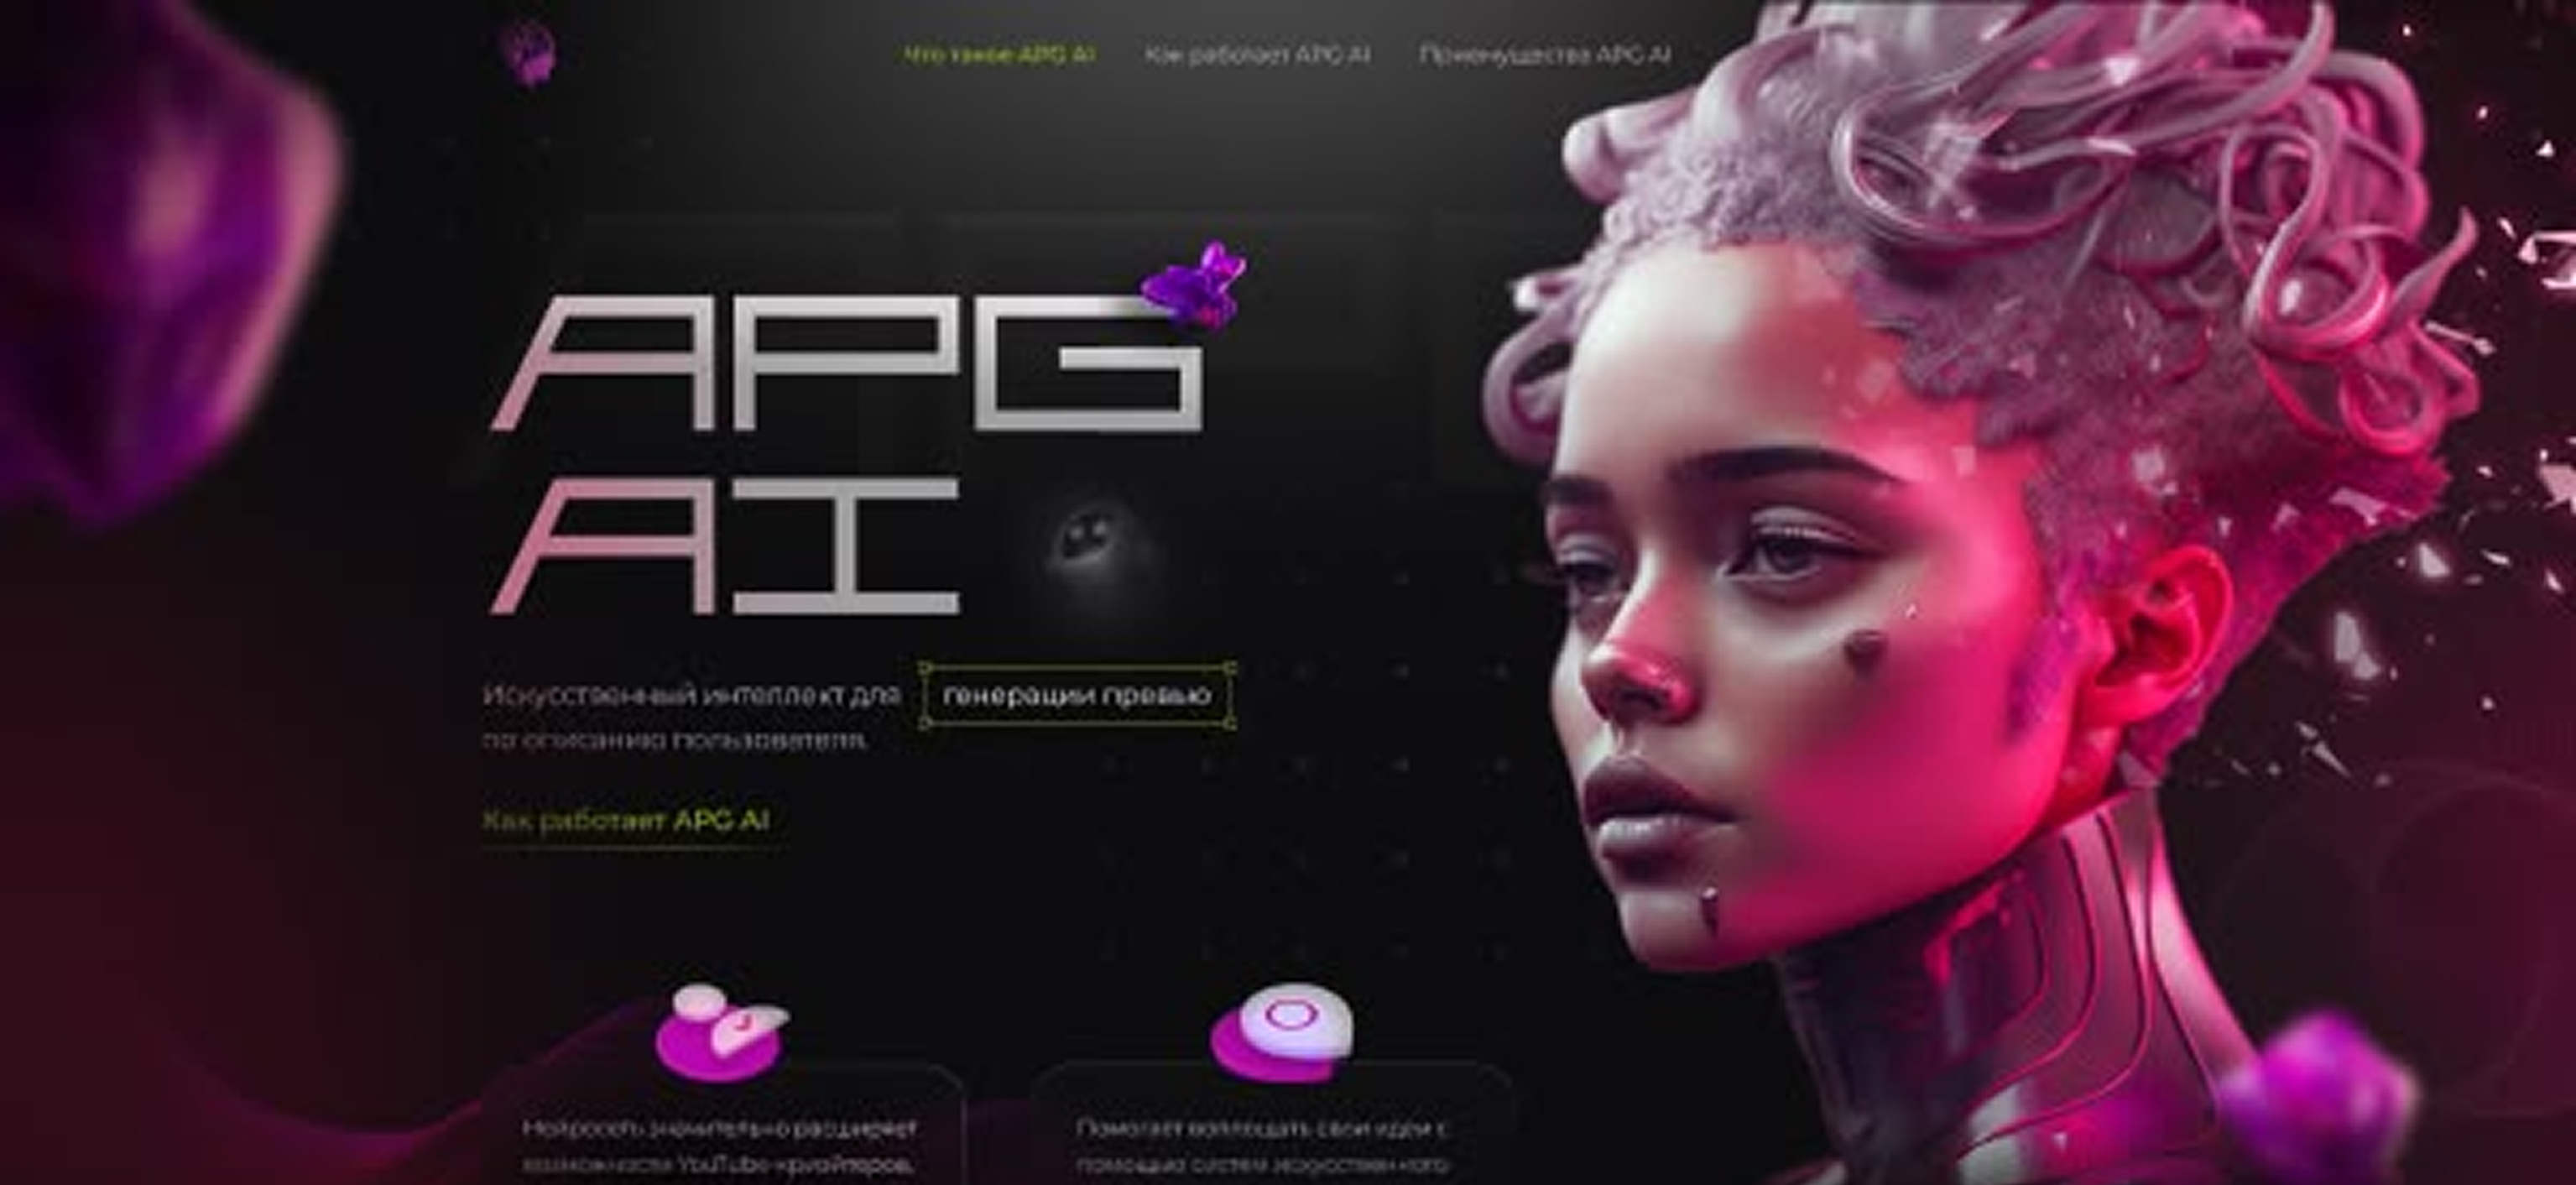 Что такое APG AI
Как работает APG AI
Преимущества APG AI
APG
AI
Искусственный интеллект для генерации превью
по описанию пользователя.
Как работает APG AI
Нейросеть значительно расширяет
возможности YouTube-криэйтеров,
Помогает воплощать свои идеи с
помощью систем искусственного